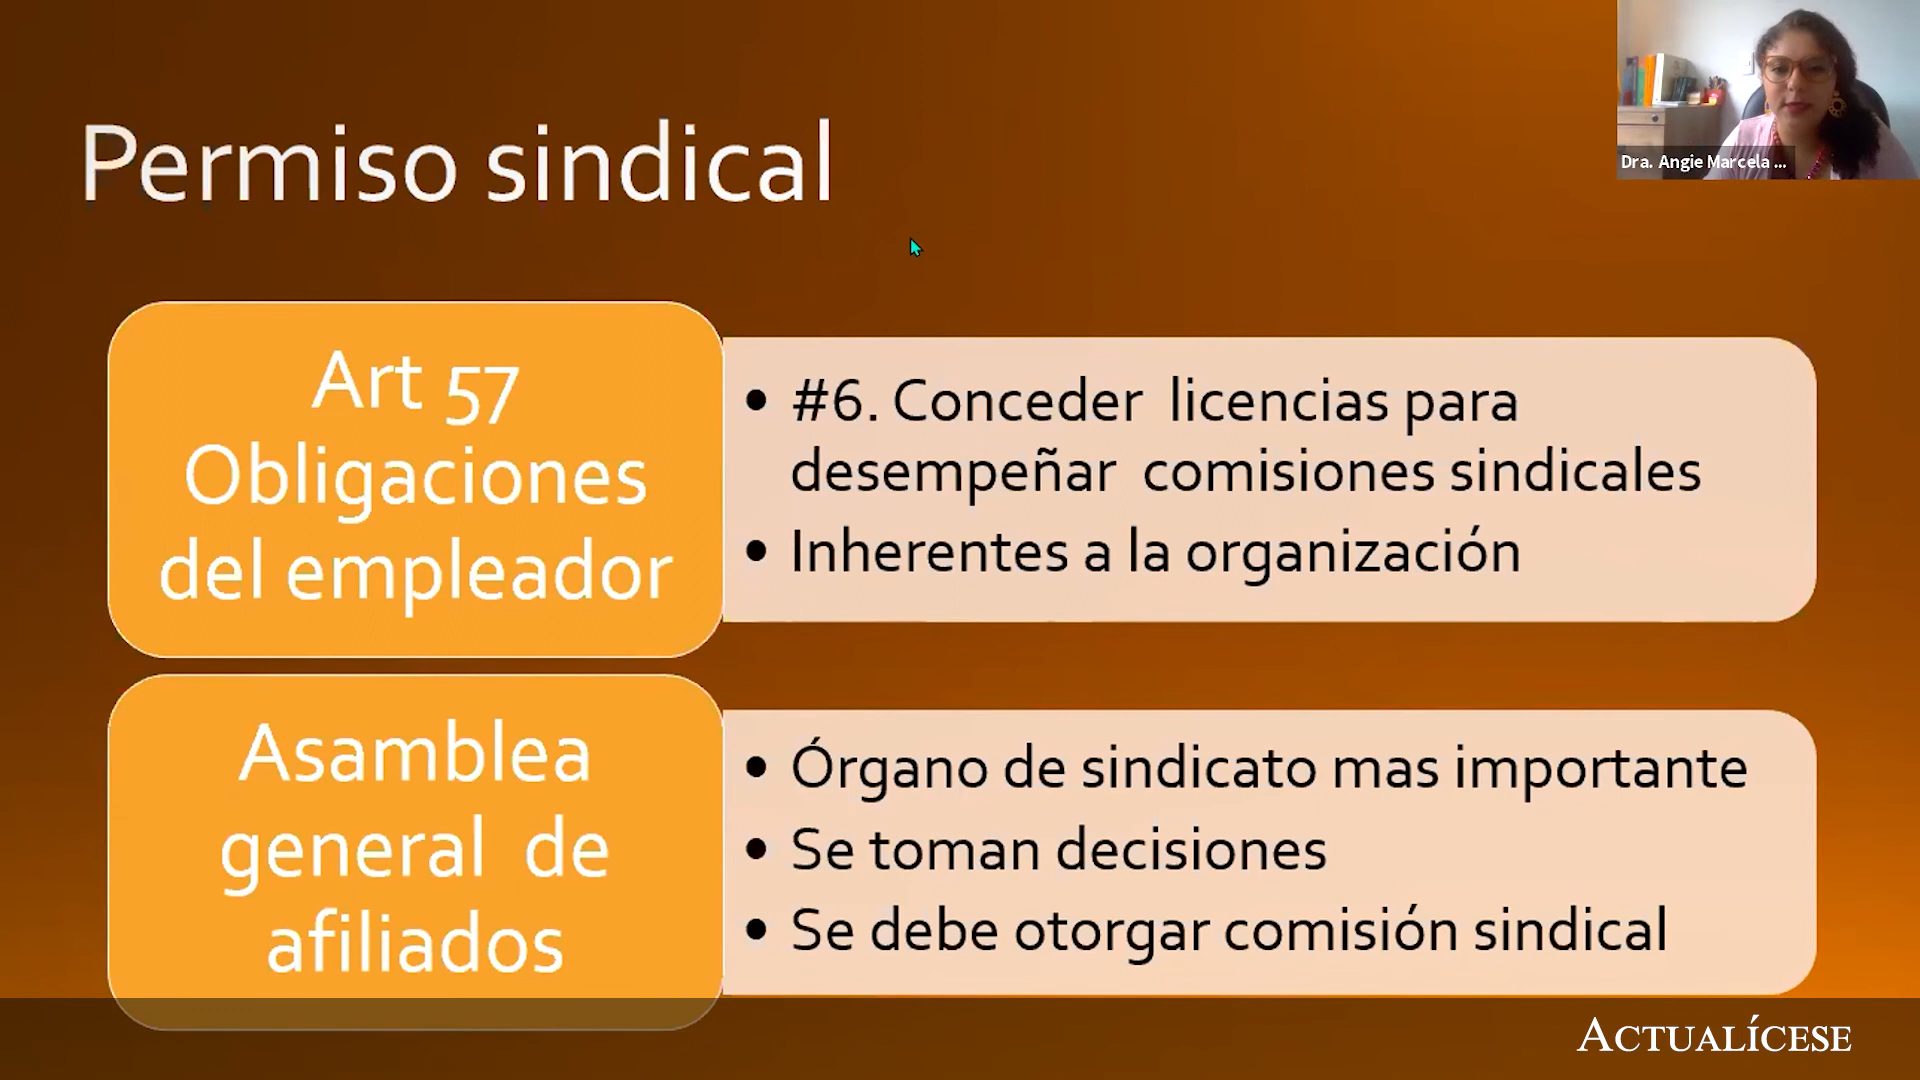 Permiso sindical
Dra. Angie Marcela ...
Art 57
Obligaciones
del empleador
• #6. Conceder licencias para
desempeñar comisiones sindicales
• Inherentes a la organización
Asamblea
general de
afiliados
• Órgano de sindicato mas importante
• Se toman decisiones
• Se debe otorgar comisión sindical
ACTUALÍCESE